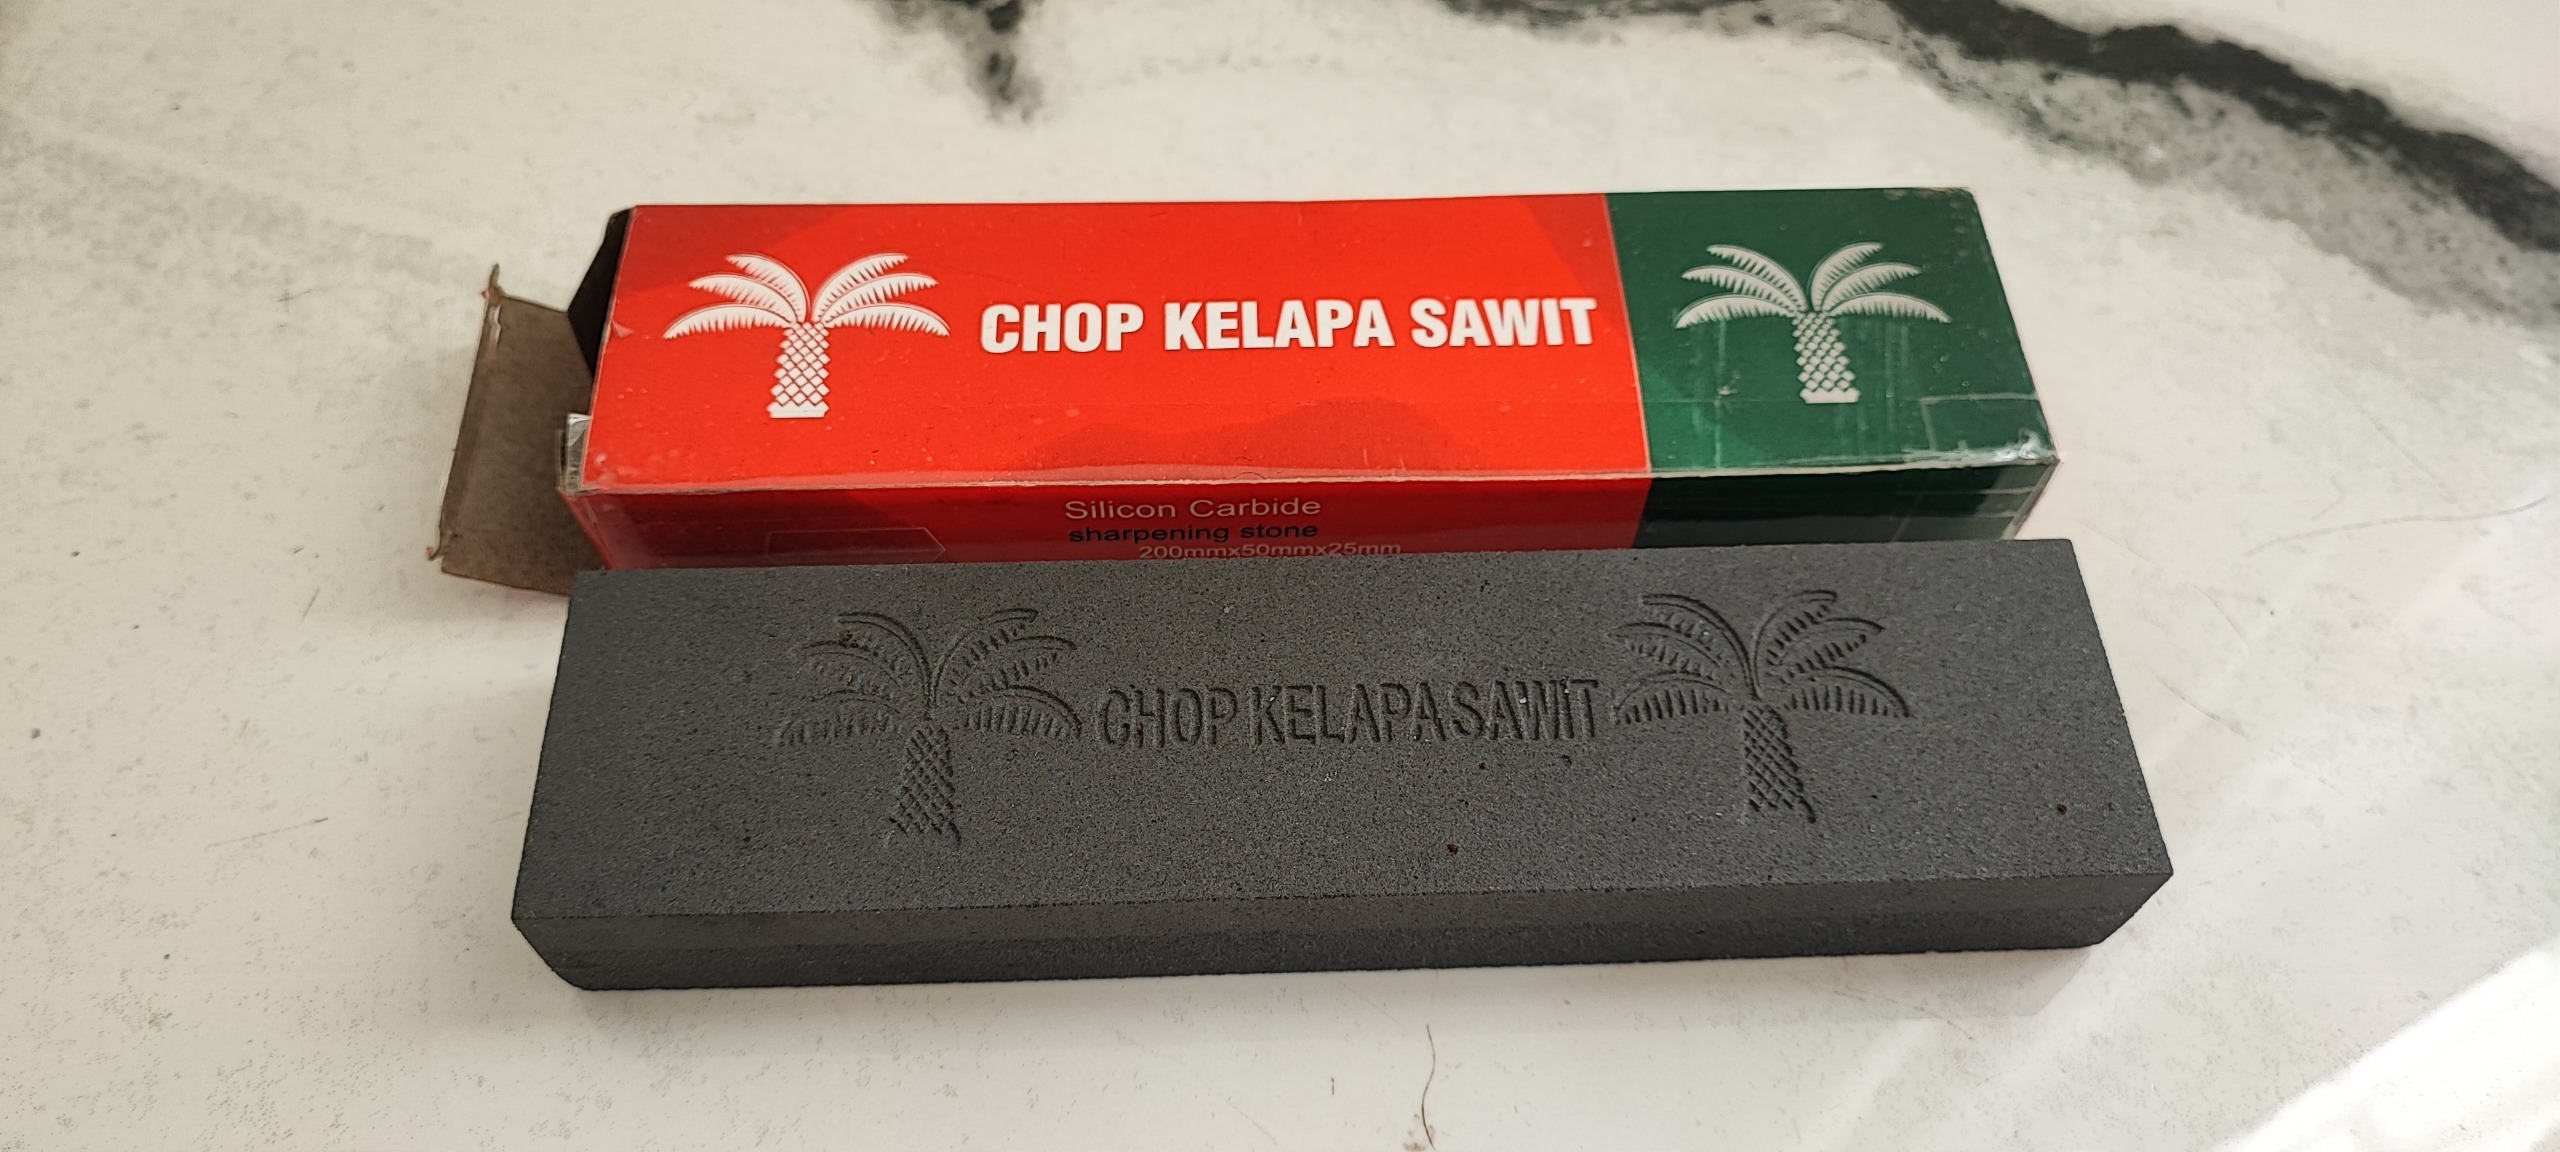 CHOP KELAPA SAWIT
Silicon Carbide
sharpening stone
200mmx50mmx25mm
CHOP KELAPA SAWIT